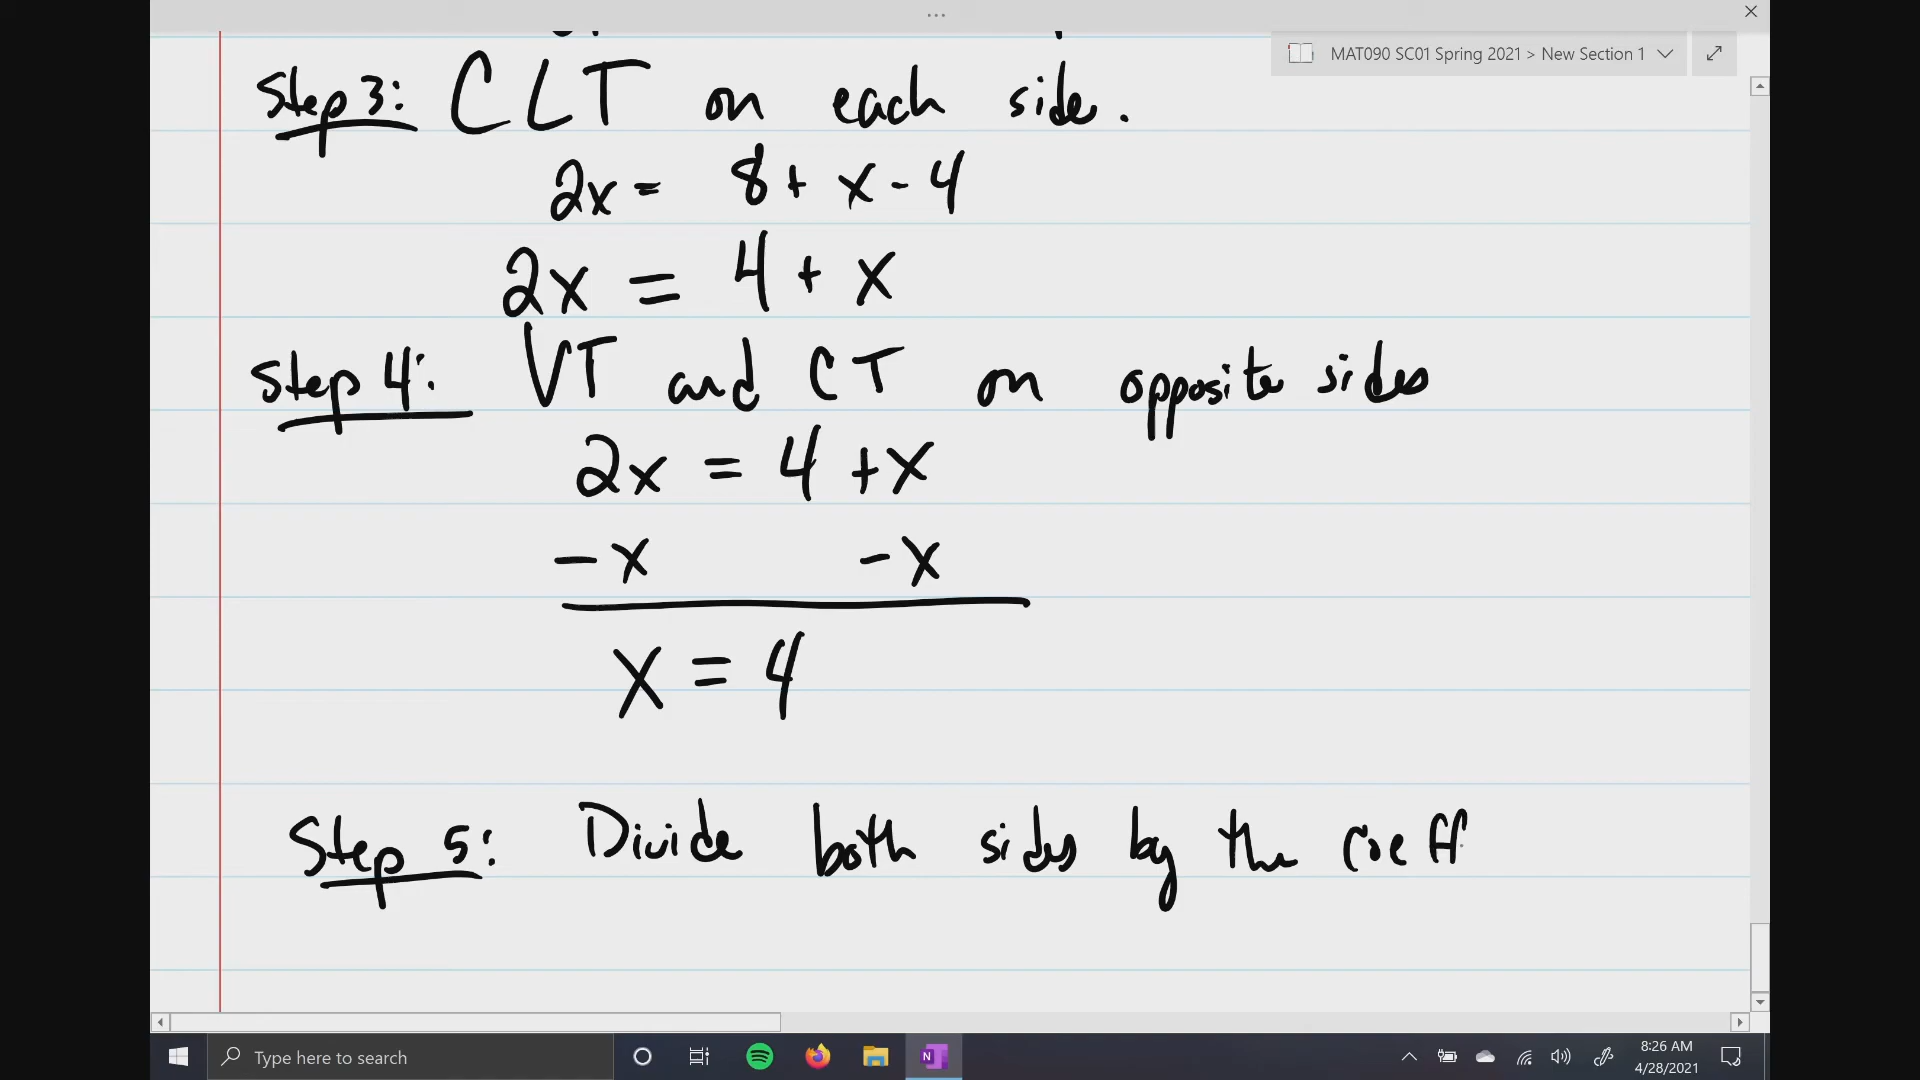 MAT090 SC01 Spring 2021 > New Section 1
Step 3: CLT on each side.
2x = 8 + x - 4
2x = 4 + x
Step 4: VT and CT on opposite sides
2x = 4 + x
- x - x
x = 4
Step 5: Divide both sides by the coeff
Type here to search
8:26 AM
4/28/2021